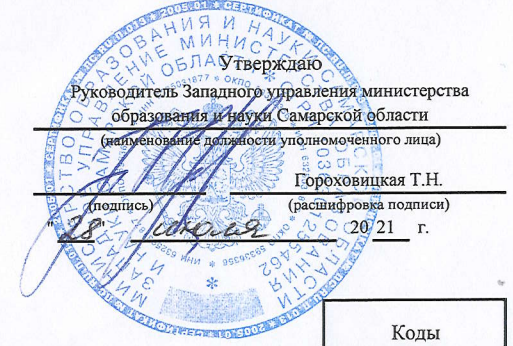 Утверждаю
Руководитель Западного управления министерства
образования и науки Самарской области
(наименование должности уполномоченного лица)
Гороховицкая Т.Н.
(подпись) (расшифровка подписи)
"28" июля 20 21 г.
Коды